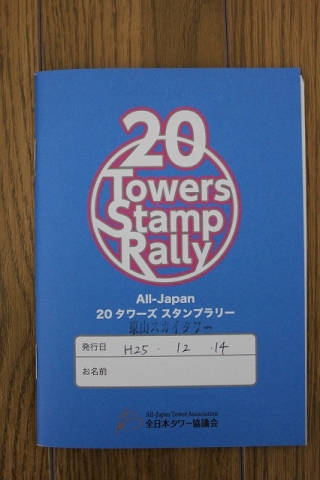 20
Towers
Stamp
Rally
All-Japan
20 タワーズ スタンプラリー
東山スカイタワー
発行日 H25 . 12 .14
お名前
All-Japan Tower Association
全日本タワー協議会